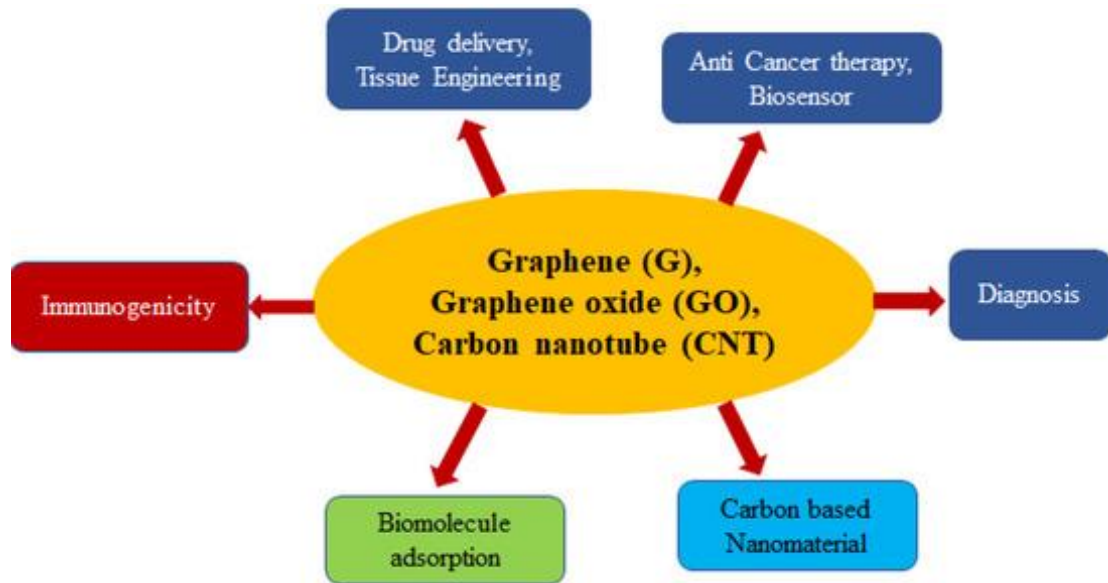 Drug delivery,
Tissue Engineering
Anti Cancer therapy,
Biosensor
Immunogenicity
Graphene (G),
Graphene oxide (GO),
Carbon nanotube (CNT)
Diagnosis
Biomolecule
adsorption
Carbon based
Nanomaterial